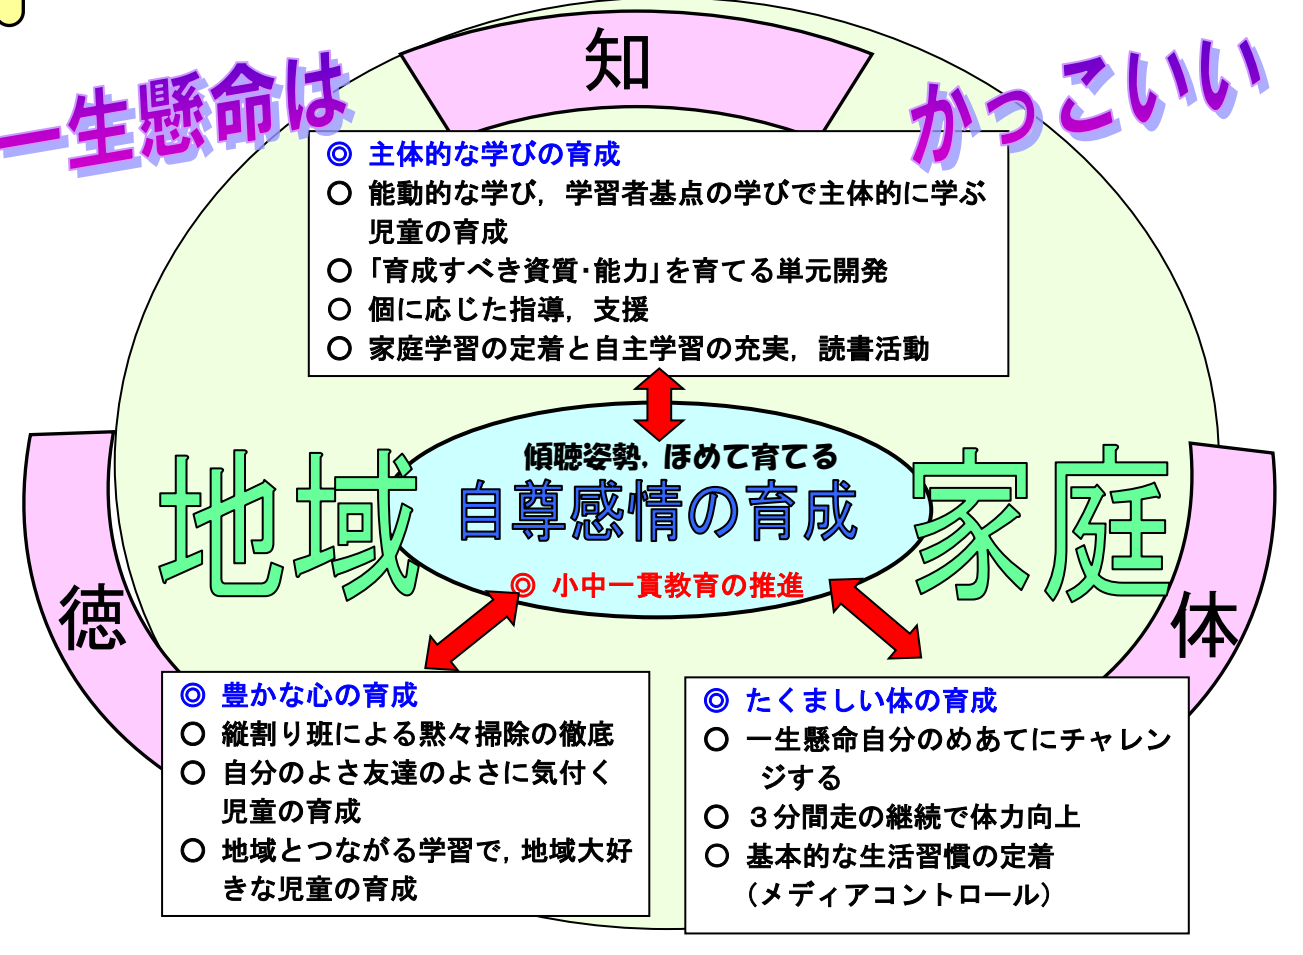 一生懸命は
かっこいい
知
◎ 主体的な学びの育成
○ 能動的な学び，学習者基点の学びで主体的に学ぶ
児童の育成
○ 「育成すべき資質・能力」を育てる単元開発
○ 個に応じた指導，支援
○ 家庭学習の定着と自主学習の充実，読書活動
地域
傾聴姿勢，ほめて育てる
自尊感情の育成
◎ 小中一貫教育の推進
家庭
徳
体
◎ 豊かな心の育成
○ 縦割り班による黙々掃除の徹底
○ 自分のよさ友達のよさに気付く
児童の育成
○ 地域とつながる学習で，地域大好
きな児童の育成
◎ たくましい体の育成
○ 一生懸命自分のめあてにチャレン
ジする
○ ３分間走の継続で体力向上
○ 基本的な生活習慣の定着
（メディアコントロール）